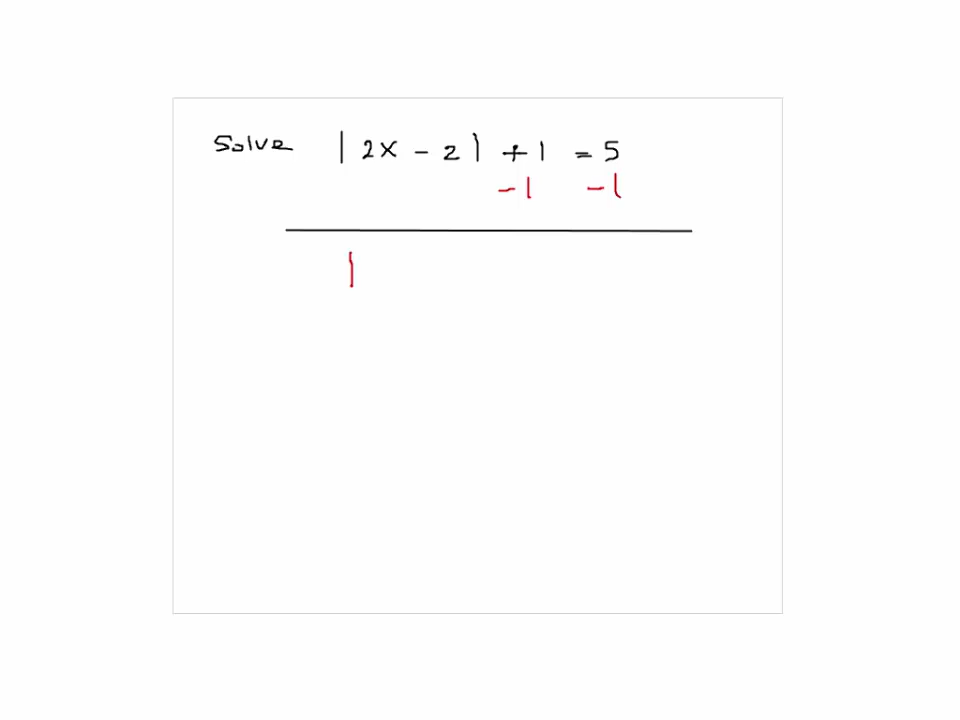 Solve | 2x - 2 | + 1 = 5
-1 -1
|